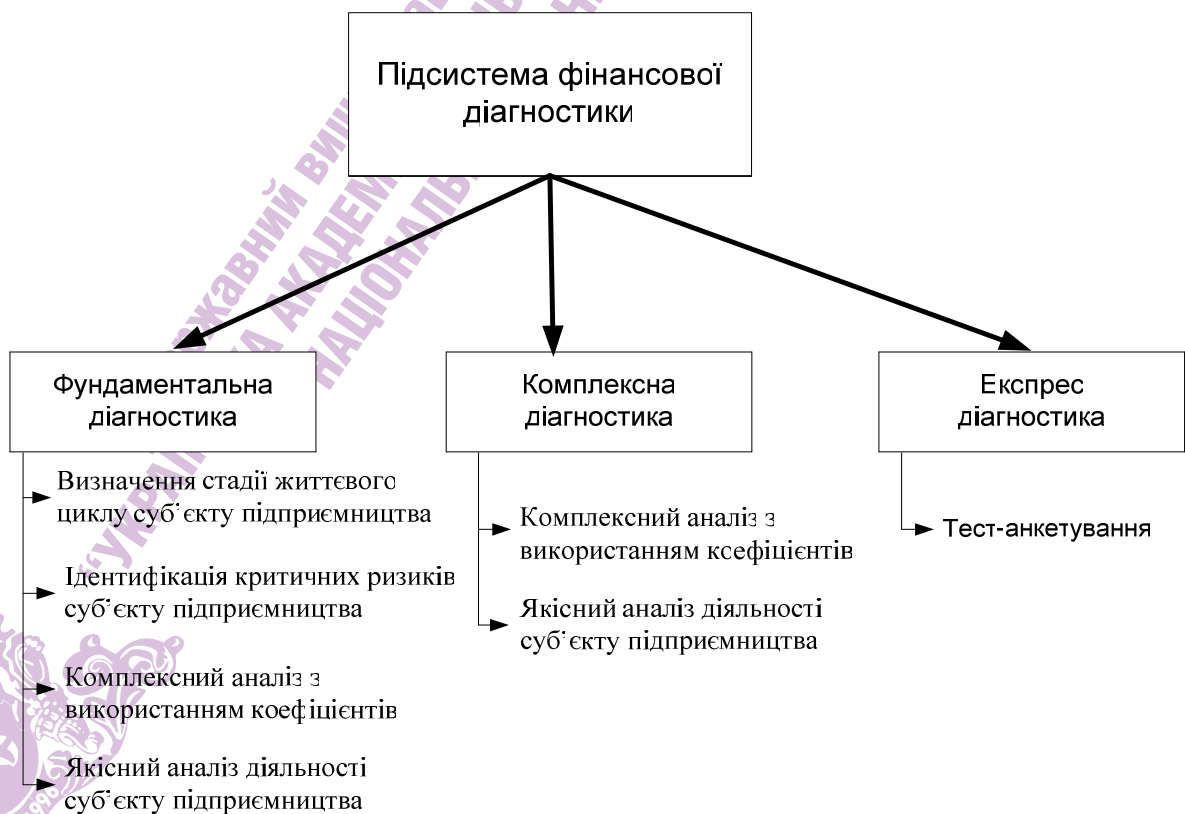 Підсистема фінансової
діагностики
Фундаментальна
діагностика
Визначення стадії життєвого
циклу суб’єкту підприємництва
Ідентифікація критичних ризиків
суб’єкту підприємництва
Комплексний аналіз з
використанням коефіцієнтів
Якісний аналіз діяльності
суб’єкту підприємництва
Комплексна
діагностика
Комплексний аналіз з
використанням коефіцієнтів
Якісний аналіз діяльності
суб’єкту підприємництва
Експрес
діагностика
Тест-анкетування